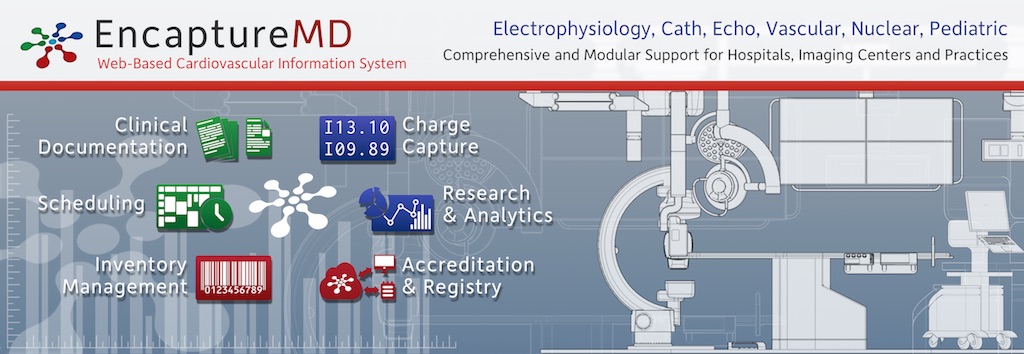 EncaptureMD
Web-Based Cardiovascular Information System
Electrophysiology, Cath, Echo, Vascular, Nuclear, Pediatric
Comprehensive and Modular Support for Hospitals, Imaging Centers and Practices
Clinical
Documentation
I13.10
I09.89
Charge
Capture
Scheduling
Research
& Analytics
Inventory
Management
0123456789
Accreditation
& Registry